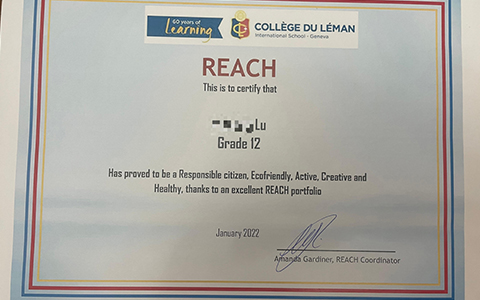 60 years of
Learning
COLLÈGE DU LÉMAN
International School - Geneva
REACH
This is to certify that
Lu
Grade 12
Has proved to be a Responsible citizen, Ecofriendly, Active, Creative and
Healthy, thanks to an excellent REACH portfolio
January 2022
Amanda Gardiner, REACH Coordinator